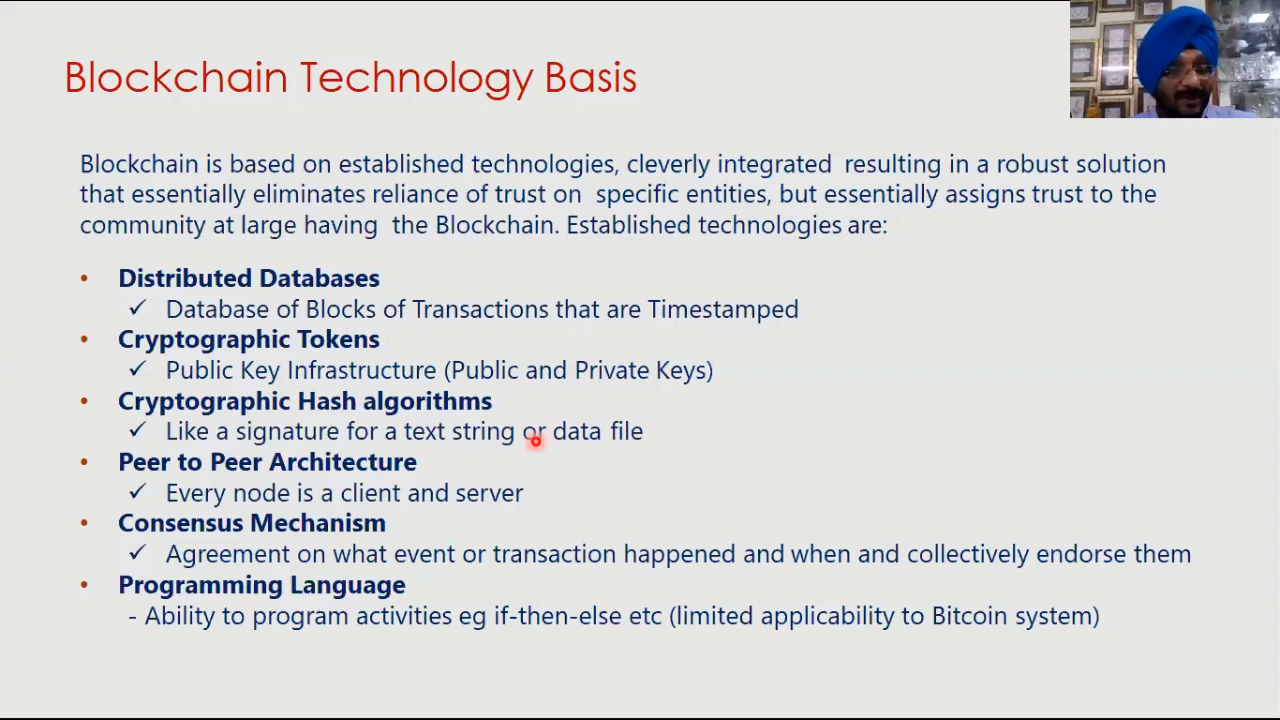 Blockchain Technology Basis
Blockchain is based on established technologies, cleverly integrated resulting in a robust solution
that essentially eliminates reliance of trust on specific entities, but essentially assigns trust to the
community at large having the Blockchain. Established technologies are:
• Distributed Databases
✓ Database of Blocks of Transactions that are Timestamped
• Cryptographic Tokens
✓ Public Key Infrastructure (Public and Private Keys)
• Cryptographic Hash algorithms
✓ Like a signature for a text string or data file
• Peer to Peer Architecture
✓ Every node is a client and server
• Consensus Mechanism
✓ Agreement on what event or transaction happened and when and collectively endorse them
• Programming Language
- Ability to program activities eg if-then-else etc (limited applicability to Bitcoin system)